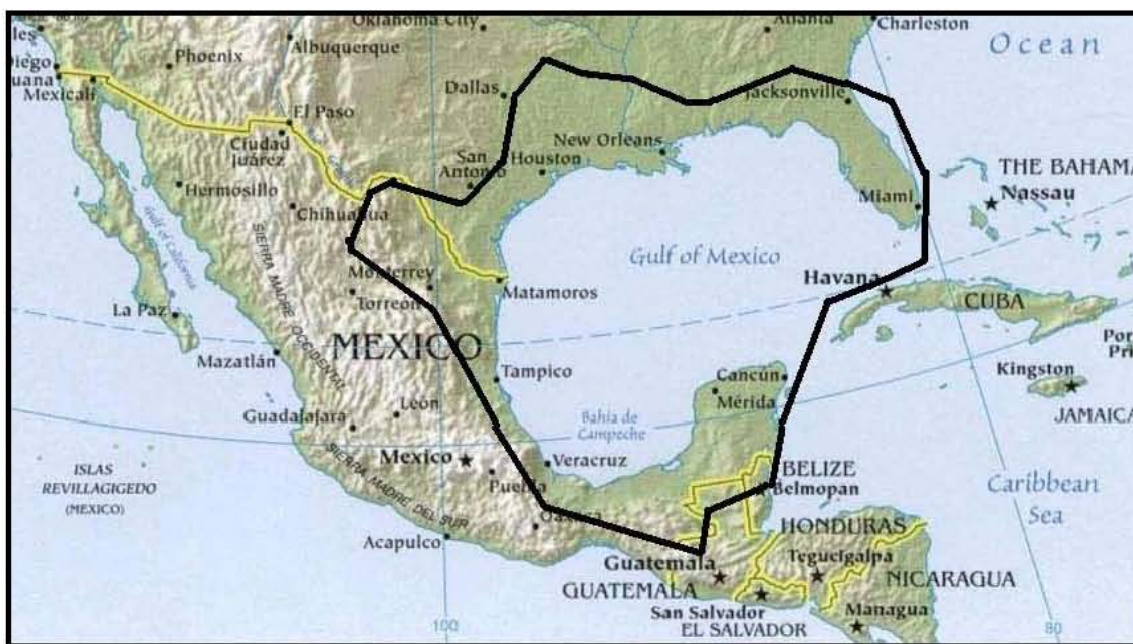 Oklahoma City
Atlanta
Charleston
Albuquerque
Phoenix
Ocean
Diego
Mexicali
Dallas
Jacksonville
El Paso
Ciudad
Juárez
New Orleans
San
Antonio
Houston
THE BAHAMA
Nassau
Hermosillo
Chihuahua
Miami
Gulf of California
SIERRA MADRE OCCIDENTAL
Gulf of Mexico
Monterrey
Torreón
Matamoros
Havana
CUBA
La Paz
MEXICO
Mazatlán
Tampico
Cancún
Mérida
Kingston
JAMAICA
León
Guadalajara
Bahía de
Campeche
Mexico
Veracruz
Puebla
ISLAS
REVILLAGIGEDO
(MEXICO)
SIERRA MADRE DEL SUR
BELIZE
Belmopan
Caribbean
Sea
Oaxaca
Acapulco
HONDURAS
Tegucigalpa
Guatemala
GUATEMALA
NICARAGUA
San Salvador
EL SALVADOR
Managua
100
80